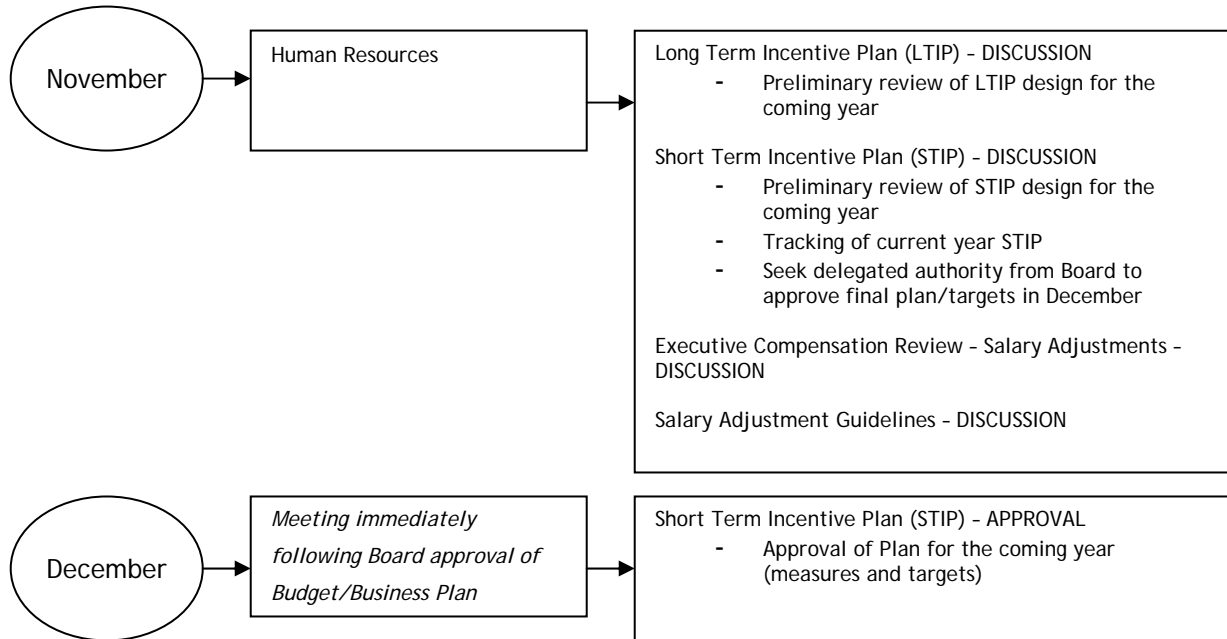 November
Human Resources
Long Term Incentive Plan (LTIP) – DISCUSSION
- Preliminary review of LTIP design for the
coming year
Short Term Incentive Plan (STIP) – DISCUSSION
- Preliminary review of STIP design for the
coming year
- Tracking of current year STIP
- Seek delegated authority from Board to
approve final plan/targets in December
Executive Compensation Review – Salary Adjustments –
DISCUSSION
Salary Adjustment Guidelines – DISCUSSION
December
Meeting immediately
following Board approval of
Budget/Business Plan
Short Term Incentive Plan (STIP) – APPROVAL
- Approval of Plan for the coming year
(measures and targets)